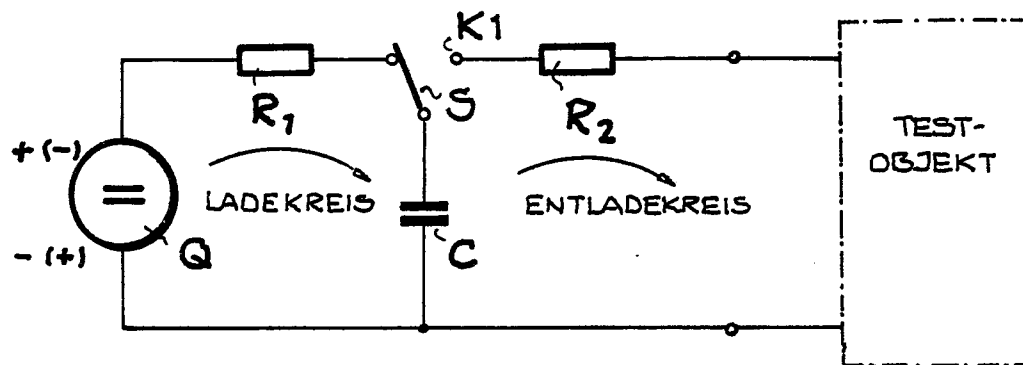 K1
R1
S
R2
TEST-
OBJEKT
+ (-)
LADEKREIS
ENTLADEKREIS
- (+)
Q
C